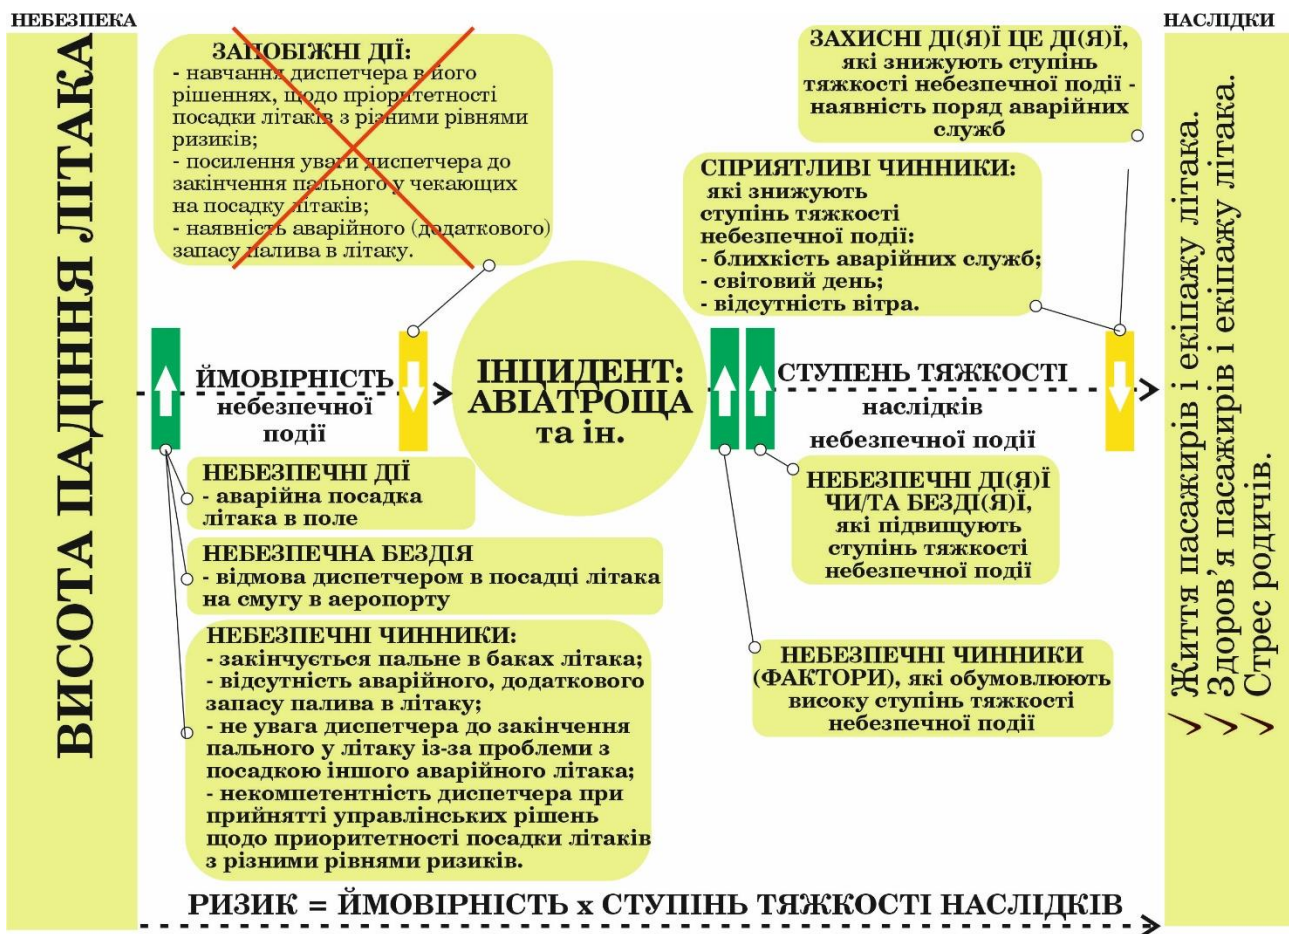 НЕБЕЗПЕКА
ВИСОТА ПАДІННЯ ЛІТАКА
ЗАПОБІЖНІ ДІЇ:
- навчання диспетчера в його
рішеннях, щодо пріоритетності
посадки літаків з різними рівнями
ризиків;
- посилення уваги диспетчера до
закінчення пального у чекающих
на посадку літаків;
- наявність аварійного (додаткового)
запасу палива в літаку.
ЙМОВІРНІСТЬ
небезпечної
події
НЕБЕЗПЕЧНІ ДІЇ
- аварійна посадка
літака в поле
НЕБЕЗПЕЧНА БЕЗДІЯ
- відмова диспетчером в посадці літака
на смугу в аеропорту
НЕБЕЗПЕЧНІ ЧИННИКИ:
- закінчується пальне в баках літака;
- відсутність аварійного, додаткового
запасу палива в літаку;
- не увага диспетчера до закінчення
пального у літаку із-за проблеми з
посадкою іншого аварійного літака;
- некомпетентність диспетчера при
прийнятті управлінських рішень
щодо приоритетності посадки літаків
з різними рівнями ризиків.
ІНЦИДЕНТ:
АВІАТРОЩА
та ін.
ЗАХИСНІ ДІ(Я)Ї ЦЕ ДІ(Я)Ї,
які знижують ступінь
тяжкості небезпечної події -
наявність поряд аварійних
служб
СПРИЯТЛИВІ ЧИННИКИ:
які знижують
ступінь тяжкості
небезпечної події:
- блихкість аварійних служб;
- світовий день;
- відсутність вітра.
СТУПЕНЬ ТЯЖКОСТІ
наслідків
небезпечної події
НЕБЕЗПЕЧНІ ДІ(Я)Ї
ЧИ/ТА БЕЗДІ(Я)Ї,
які підвищують
ступінь тяжкості
небезпечної події
НЕБЕЗПЕЧНІ ЧИННИКИ
(ФАКТОРИ), які обумовлюють
високу ступінь тяжкості
небезпечної події
НАСЛІДКИ
Життя пасажирів і екіпажу літака.
Здоров’я пасажирів і екіпажу літака.
Стрес родичів.
РИЗИК = ЙМОВІРНІСТЬ х СТУПІНЬ ТЯЖКОСТІ НАСЛІДКІВ